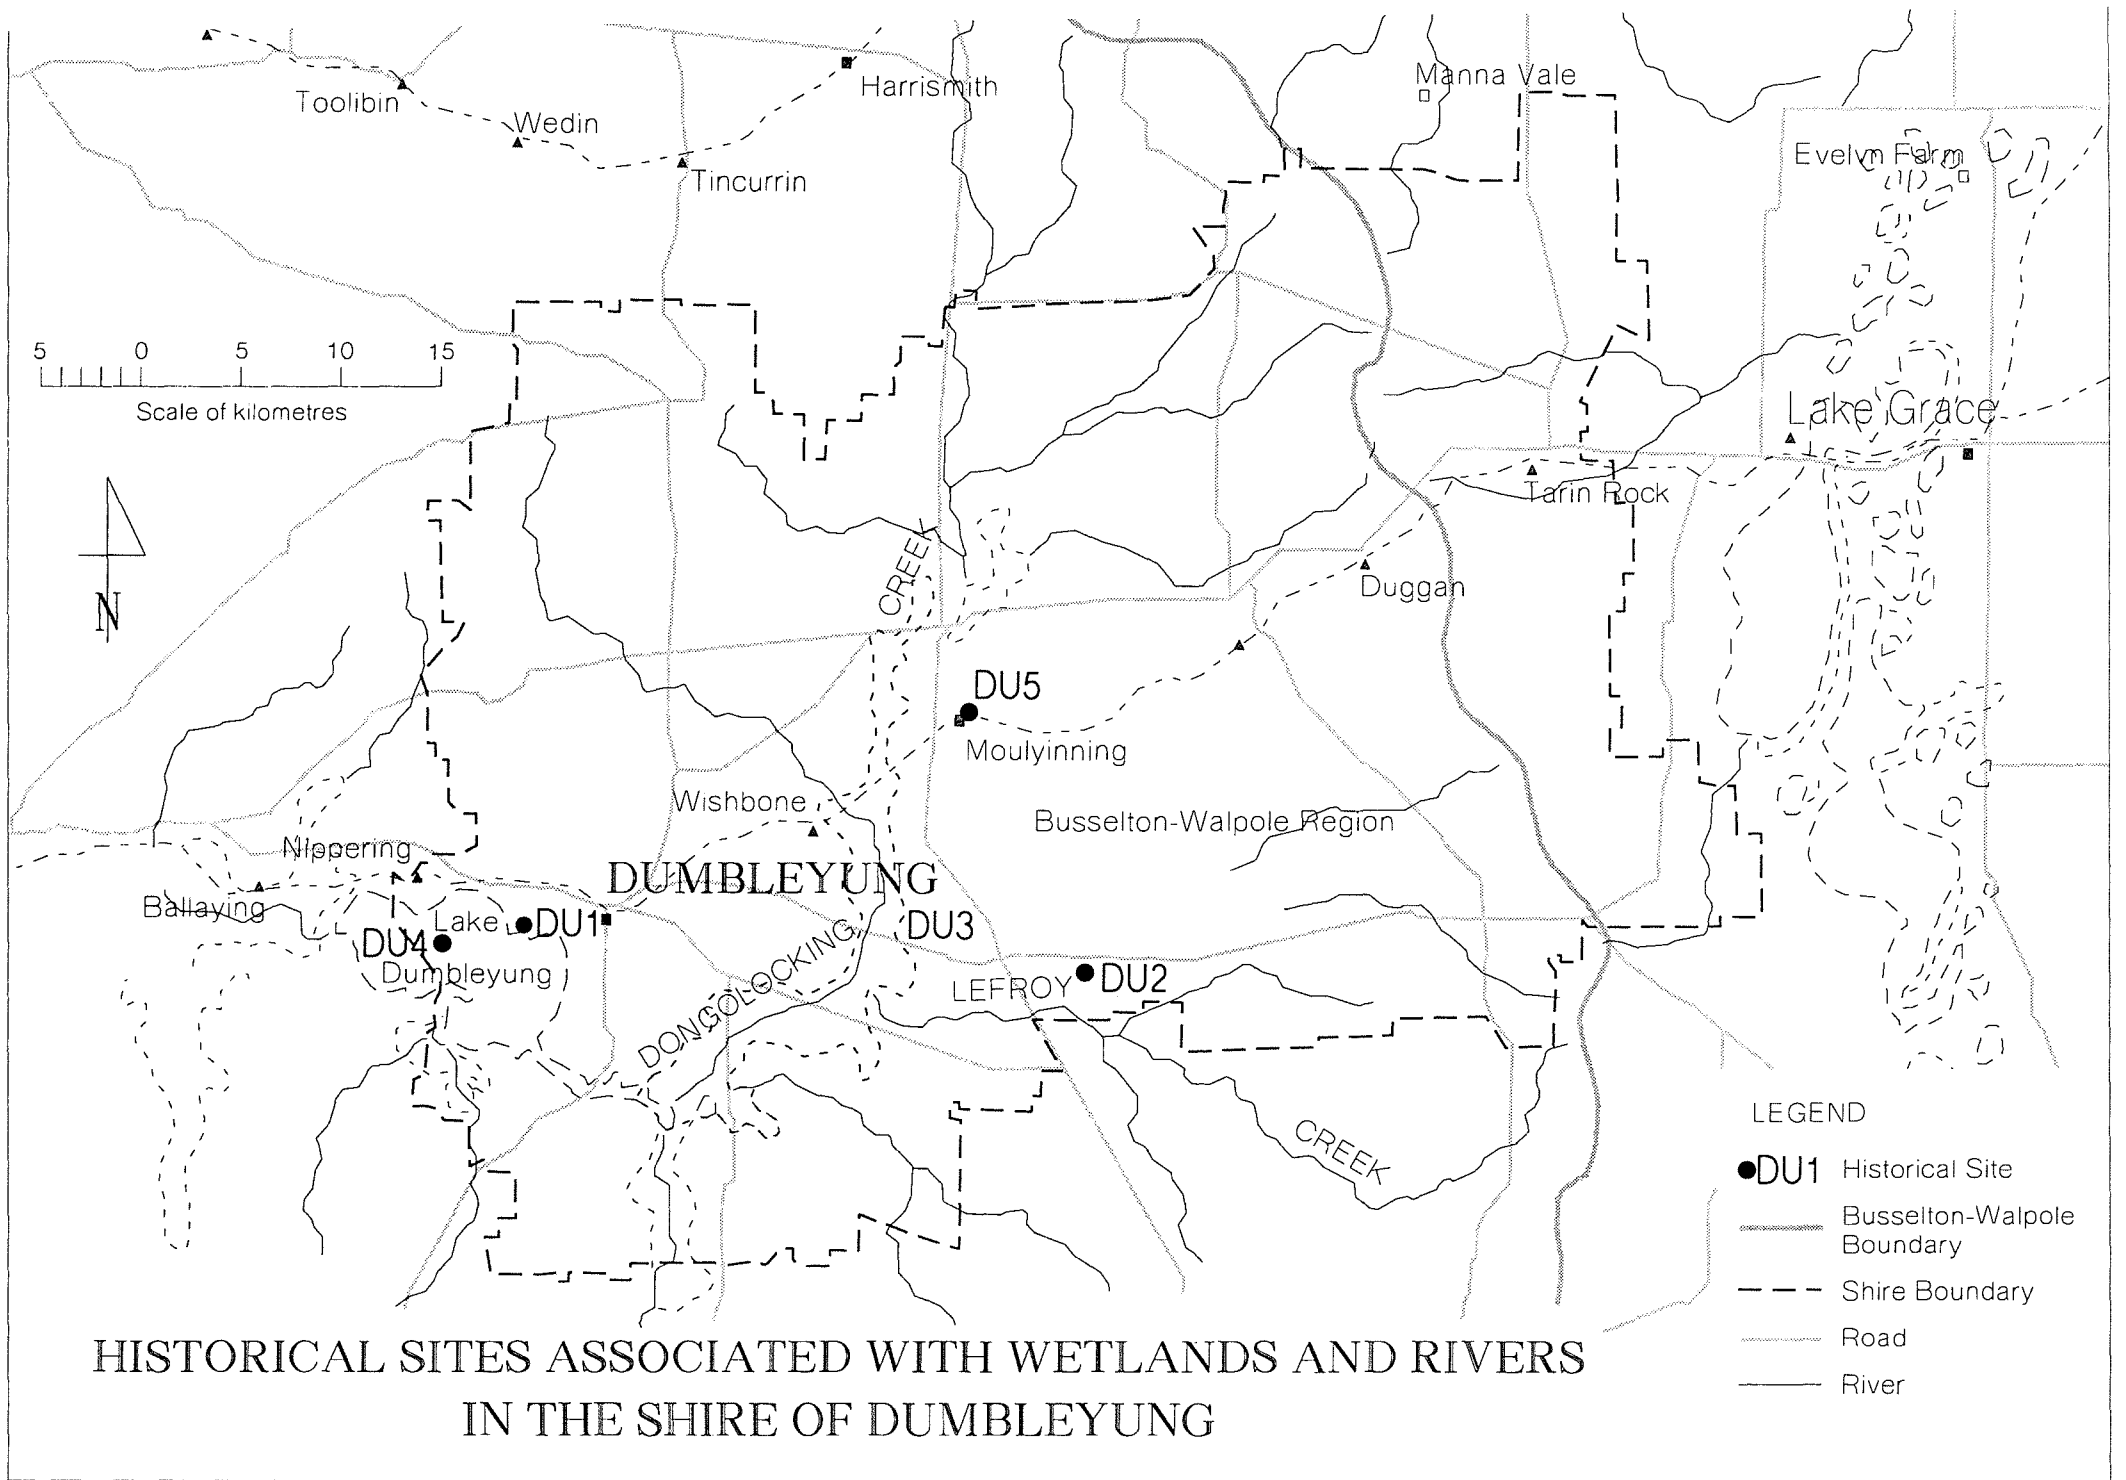 Manna Vale
Harrismith
Toolibin
Wedin
Evelyn Farm
Tincurrin
5 0 5 10 15
Scale of kilometres
Lake Grace
Tarin Rock
CREEK
Duggan
N
DU5
Moulyinning
Wishbone
Busselton-Walpole Region
Nippering
DUMBLEYUNG
Ballaying
Lake
DU1
DU3
DU4
Dumbleyung
DONGOLOCKING
LEFROY
DU2
CREEK
LEGEND
DU1 Historical Site
Busselton-Walpole
Boundary
Shire Boundary
Road
River
HISTORICAL SITES ASSOCIATED WITH WETLANDS AND RIVERS
IN THE SHIRE OF DUMBLEYUNG